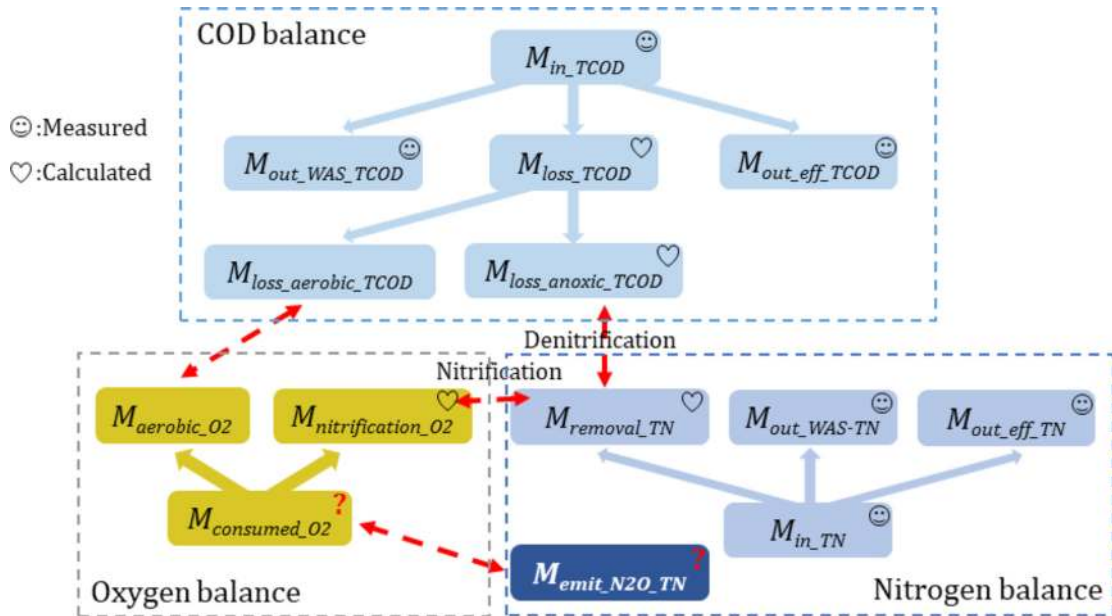 COD balance
M_in_TCOD
☺:Measured
♡:Calculated
M_out_WAS_TCOD
M_loss_TCOD
M_out_eff_TCOD
M_loss_aerobic_TCOD
M_loss_anoxic_TCOD
Denitrification
Nitrification
M_aerobic_O2
M_nitrification_O2
M_removal_TN
M_out_WAS-TN
M_out_eff_TN
M_consumed_O2
?
M_in_TN
M_emit_N2O_TN
?
Oxygen balance
Nitrogen balance